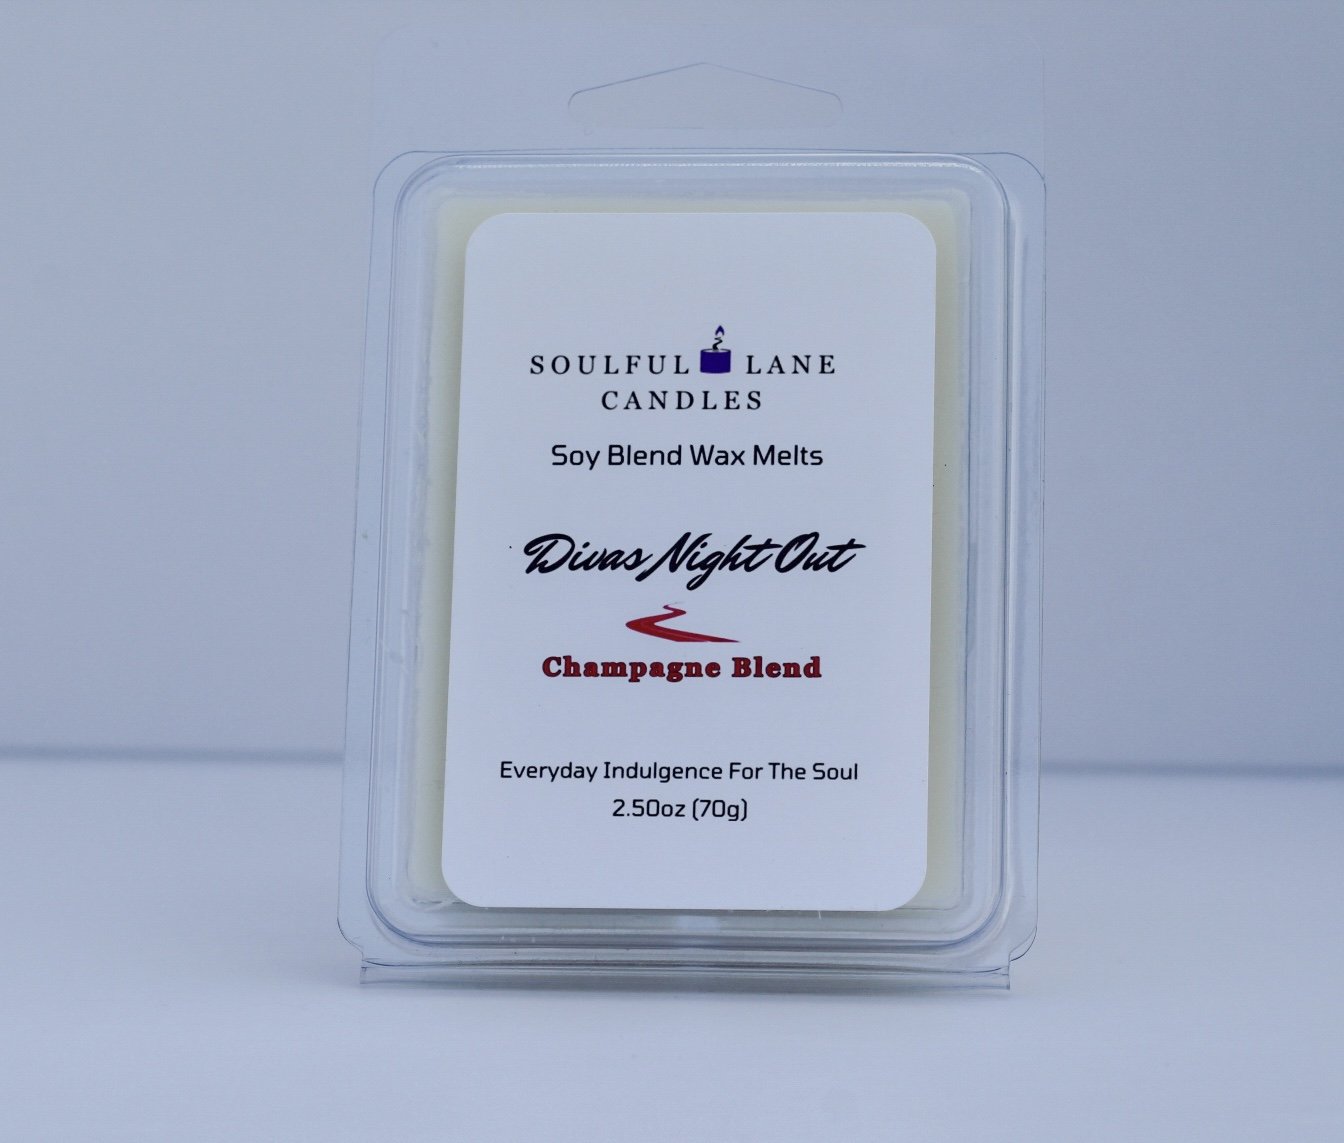 SOULFUL LANE
CANDLES
Soy Blend Wax Melts
Divas Night Out
Champagne Blend
Everyday Indulgence For The Soul
2.50oz (70g)